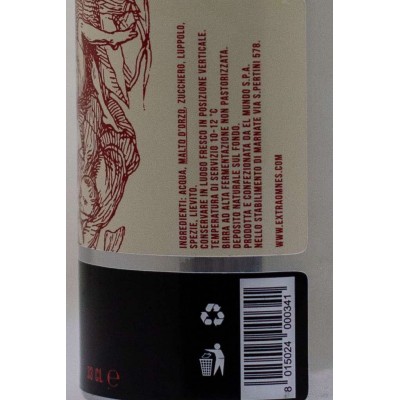 INGREDIENTI: ACQUA, MALTO D'ORZO, ZUCCHERO, LUPPOLO,
SPEZIE, LIEVITO.
CONSERVARE IN LUOGO FRESCO IN POSIZIONE VERTICALE.
TEMPERATURA DI SERVIZIO 10-12 °C
BIRRA AD ALTA FERMENTAZIONE NON PASTORIZZATA.
DEPOSITO NATURALE SUL FONDO.
PRODOTTA E CONFEZIONATA DA EL MUNDO S.P.A.
NELLO STABILIMENTO DI MARNATE VIA S.PERTINI 578.
WWW.EXTRAOMNES.COM
33 CL e
8 015024 000341